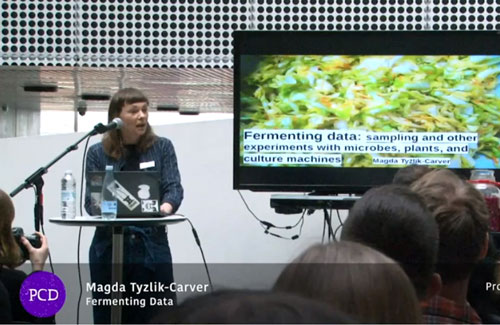 Fermenting data: sampling and other
experiments with microbes, plants, and
culture machines Magda Tyzlik-Carver
PCD
Magda Tyzlik-Carver
Fermenting Data
Pro